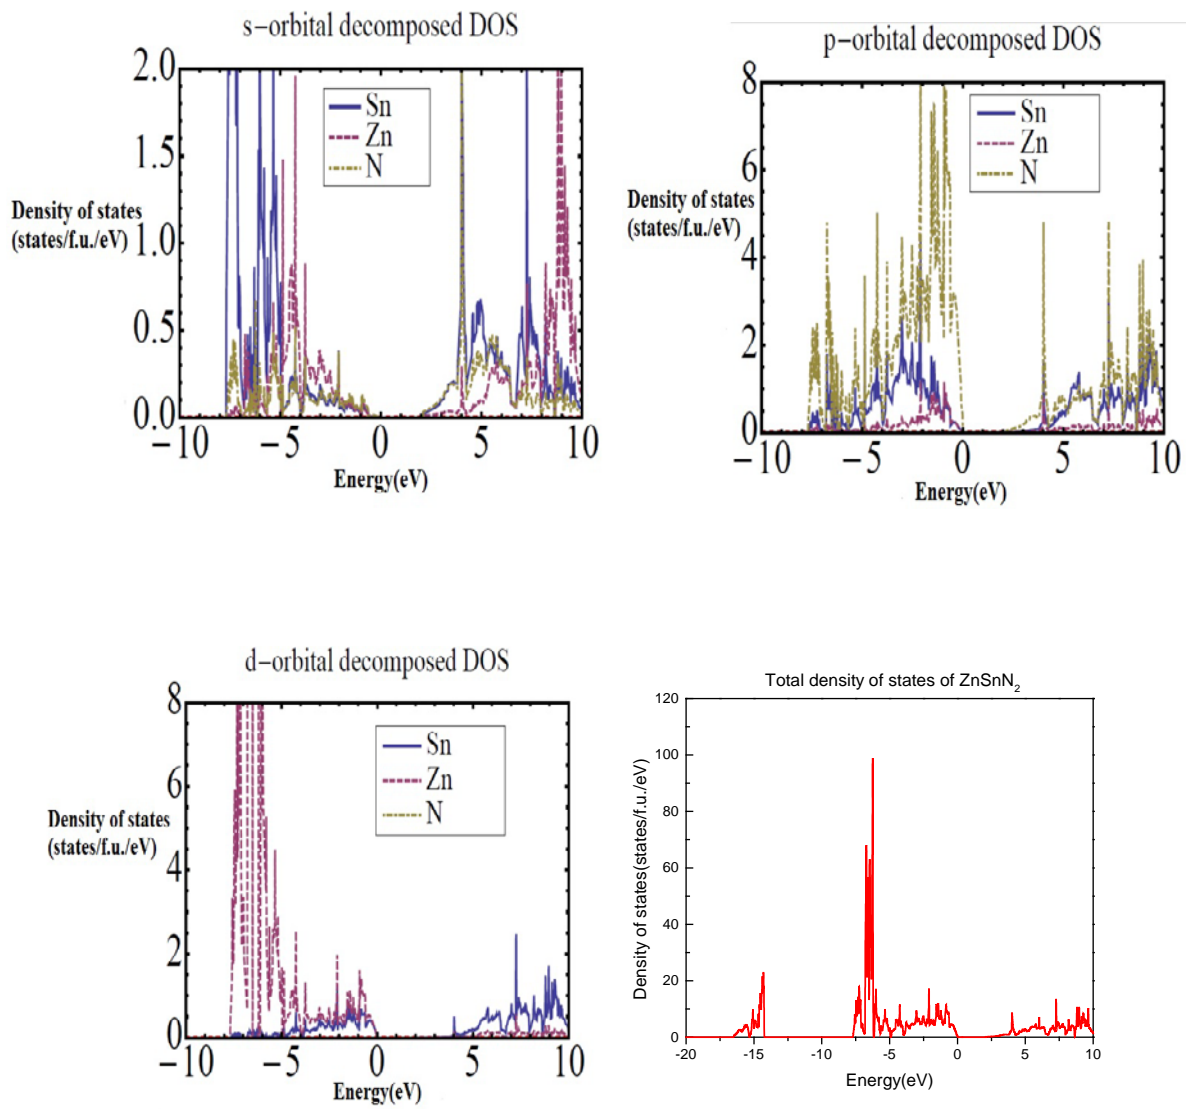 s−orbital decomposed DOS
2.0
1.5
1.0
0.5
0.0
Density of states
(states/f.u./eV)
Sn
Zn
N
−10
−5
0
5
10
Energy(eV)
p−orbital decomposed DOS
8
6
4
2
0
Density of states
(states/f.u./eV)
Sn
Zn
N
−10
−5
0
5
10
Energy(eV)
d−orbital decomposed DOS
8
6
4
2
0
Density of states
(states/f.u./eV)
Sn
Zn
N
−10
−5
0
5
10
Energy(eV)
Total density of states of ZnSnN₂
120
100
80
60
40
20
0
Density of states(states/f.u./eV)
-20
-15
-10
-5
0
5
10
Energy(eV)